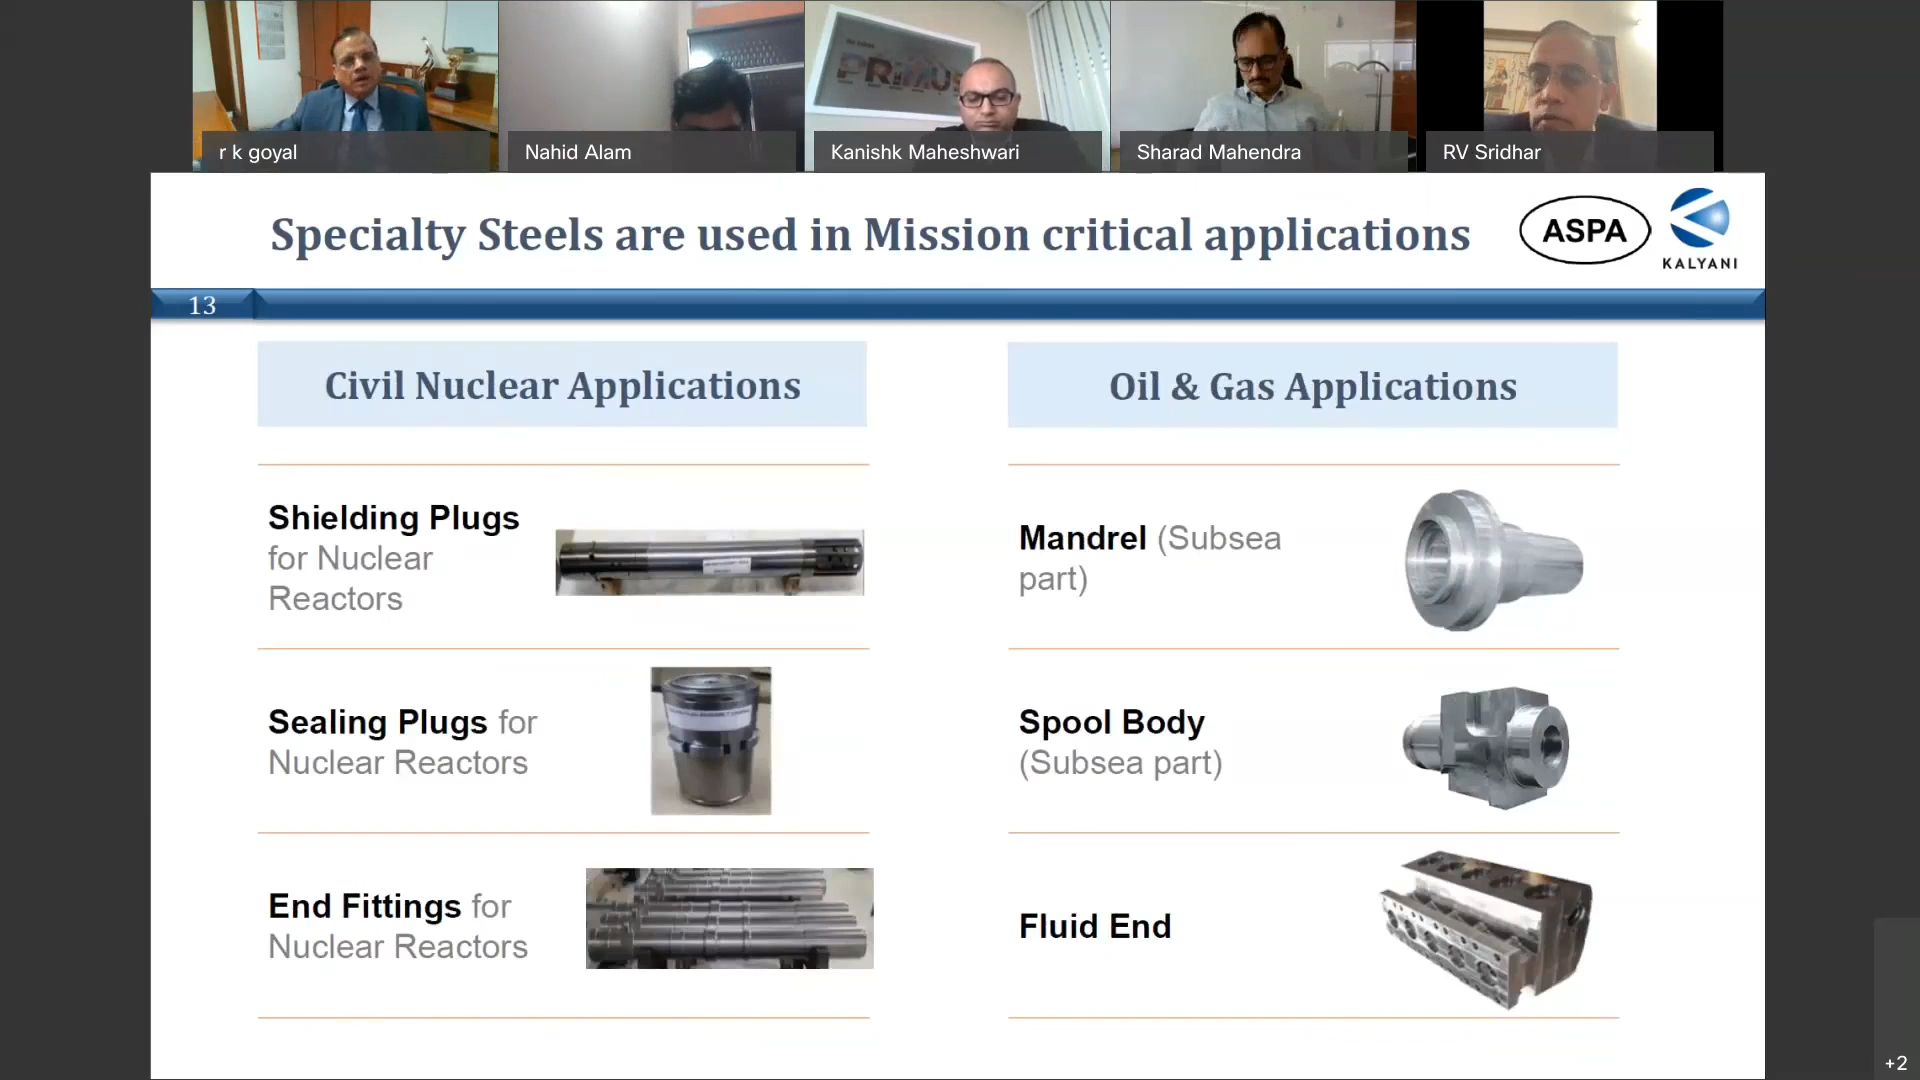 PRIMUS
r k goyal
Nahid Alam
Kanishk Maheshwari
Sharad Mahendra
RV Sridhar
Specialty Steels are used in Mission critical applications
ASPA
KALYANI
13
Civil Nuclear Applications
Oil & Gas Applications
Shielding Plugs
for Nuclear
Reactors
Mandrel (Subsea
part)
Sealing Plugs for
Nuclear Reactors
Spool Body
(Subsea part)
End Fittings for
Nuclear Reactors
Fluid End
+2